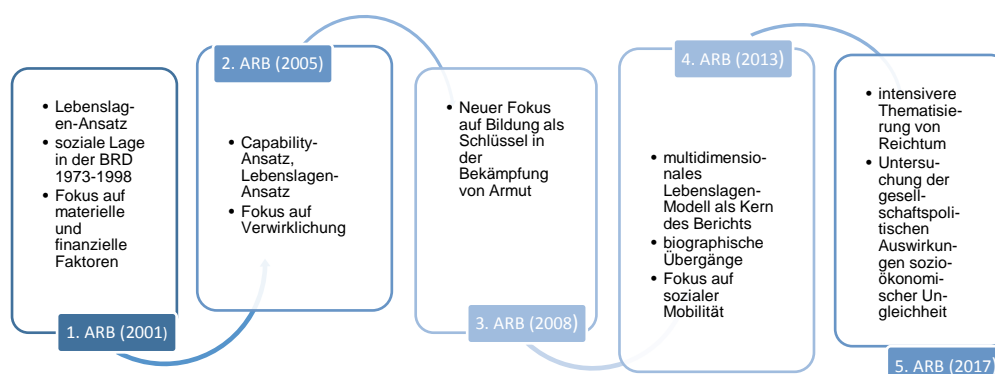 • Lebenslag-
en-Ansatz
• soziale Lage
in der BRD
1973-1998
• Fokus auf
materielle
und
finanzielle
Faktoren
1. ARB (2001)
2. ARB (2005)
• Capability-
Ansatz,
Lebenslagen-
Ansatz
• Fokus auf
Verwirklichung
• Neuer Fokus
auf Bildung als
Schlüssel in
der
Bekämpfung
von Armut
3. ARB (2008)
4. ARB (2013)
• multidimensio-
nales
Lebenslagen-
Modell als Kern
des Berichts
• biographische
Übergänge
• Fokus auf
sozialer
Mobilität
• intensivere
Thematisie-
rung von
Reichtum
• Untersu-
chung der
gesell-
schaftspoli-
tischen
Auswirkun-
gen sozio-
ökonomi-
scher Un-
gleichheit
5. ARB (2017)